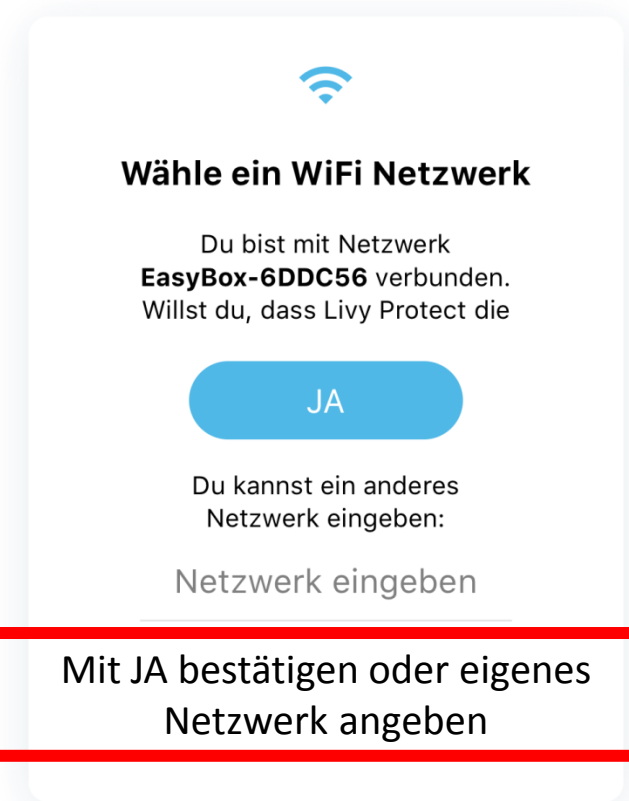 Wähle ein WiFi Netzwerk
Du bist mit Netzwerk
EasyBox-6DDC56 verbunden.
Willst du, dass Livy Protect die
JA
Du kannst ein anderes
Netzwerk eingeben:
Netzwerk eingeben
Mit JA bestätigen oder eigenes
Netzwerk angeben